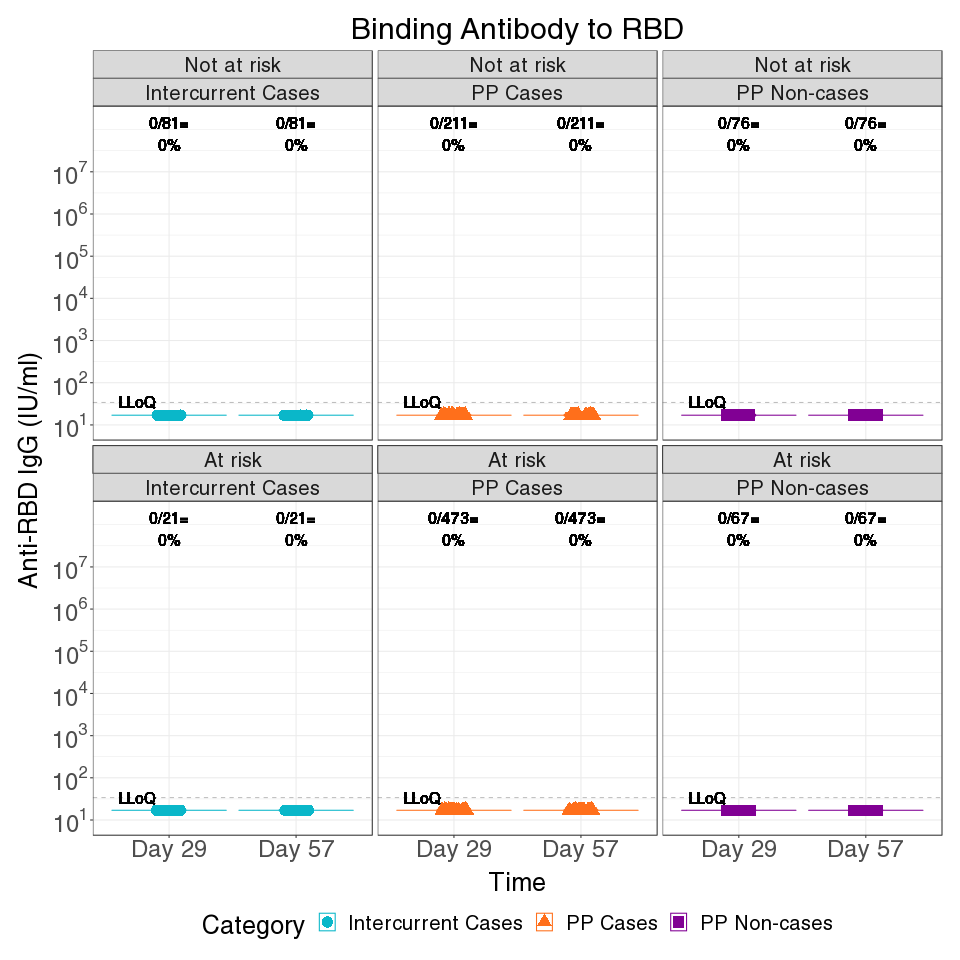 Binding Antibody to RBD
Not at risk Not at risk Not at risk
Intercurrent Cases PP Cases PP Non-cases
0/81= 0/81= 0/211= 0/211= 0/76= 0/76=
0% 0% 0% 0% 0% 0%
10^7
10^6
10^5
10^4
10^3
10^2
LLoQ LLoQ LLoQ
10^1
Anti-RBD IgG (IU/ml)
At risk At risk At risk
Intercurrent Cases PP Cases PP Non-cases
0/21= 0/21= 0/473= 0/473= 0/67= 0/67=
0% 0% 0% 0% 0% 0%
10^7
10^6
10^5
10^4
10^3
10^2
LLoQ LLoQ LLoQ
10^1
Day 29 Day 57 Day 29 Day 57 Day 29 Day 57
Time
Category Intercurrent Cases PP Cases PP Non-cases